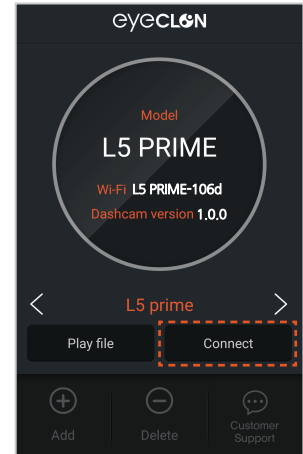 eyeCLON
Model
L5 PRIME
Wi-Fi L5 PRIME-106d
Dashcam version 1.0.0
L5 prime
Play file Connect
Add Delete Customer
Support